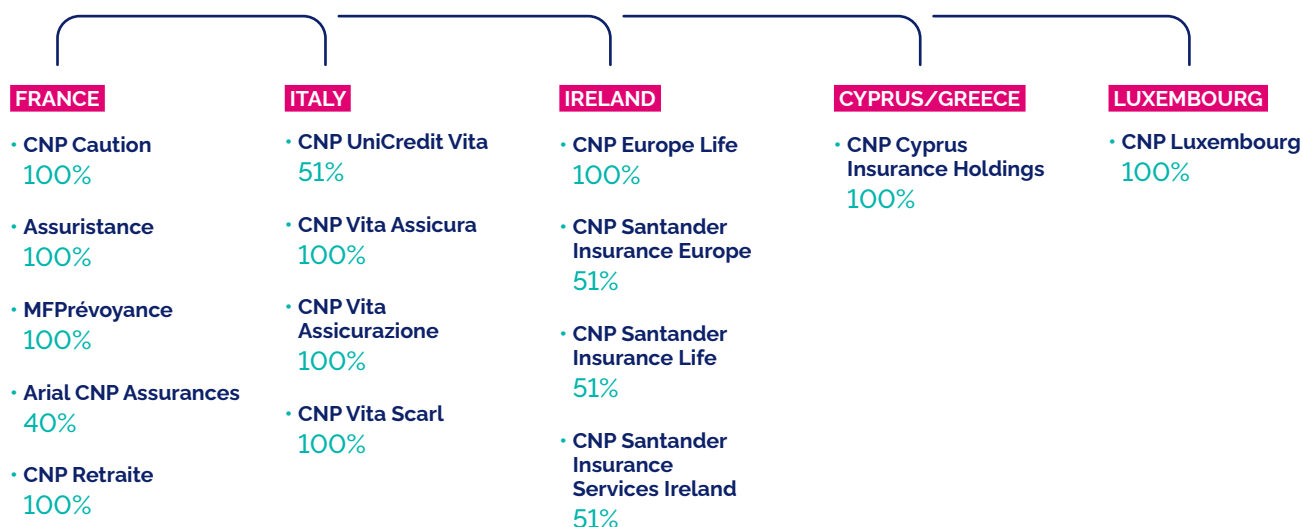 FRANCE
• CNP Caution
100%
• Assuristance
100%
• MFPrévoyance
100%
• Arial CNP Assurances
40%
• CNP Retraite
100%
ITALY
• CNP UniCredit Vita
51%
• CNP Vita Assicura
100%
• CNP Vita
Assicurazione
100%
• CNP Vita Scarl
100%
IRELAND
• CNP Europe Life
100%
• CNP Santander
Insurance Europe
51%
• CNP Santander
Insurance Life
51%
• CNP Santander
Insurance
Services Ireland
51%
CYPRUS/GREECE
• CNP Cyprus
Insurance Holdings
100%
LUXEMBOURG
• CNP Luxembourg
100%